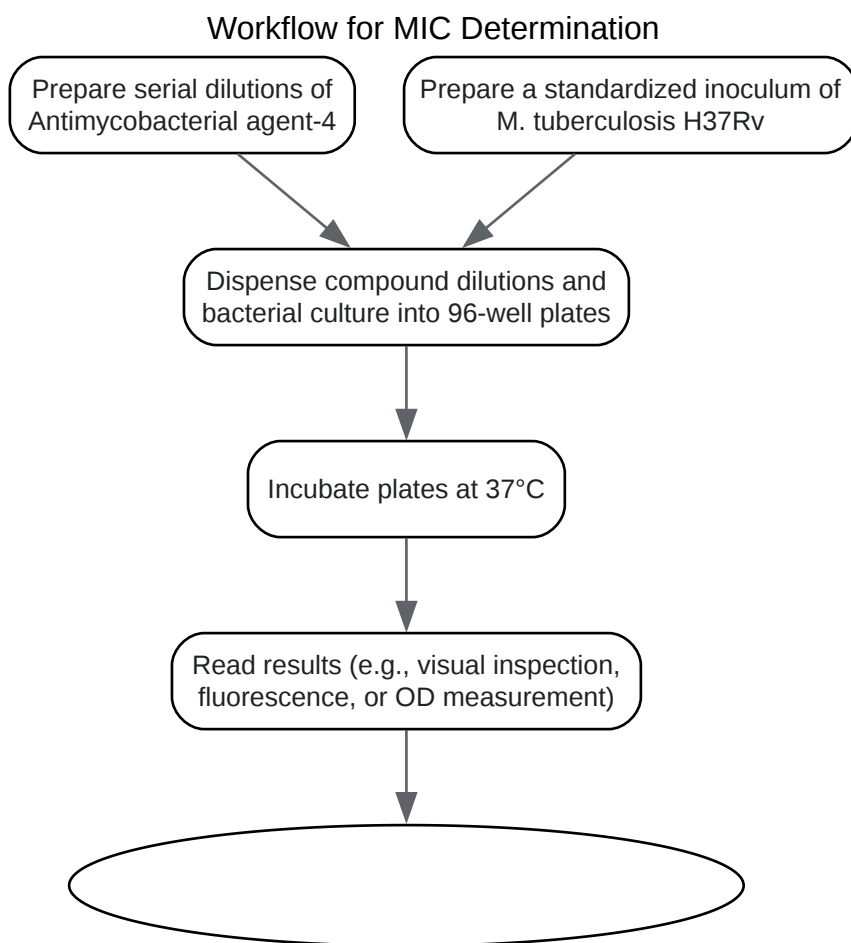 Workflow for MIC Determination
Prepare serial dilutions of
Antimycobacterial agent-4
Prepare a standardized inoculum of
M. tuberculosis H37Rv
Dispense compound dilutions and
bacterial culture into 96-well plates
Incubate plates at 37°C
Read results (e.g., visual inspection,
fluorescence, or OD measurement)